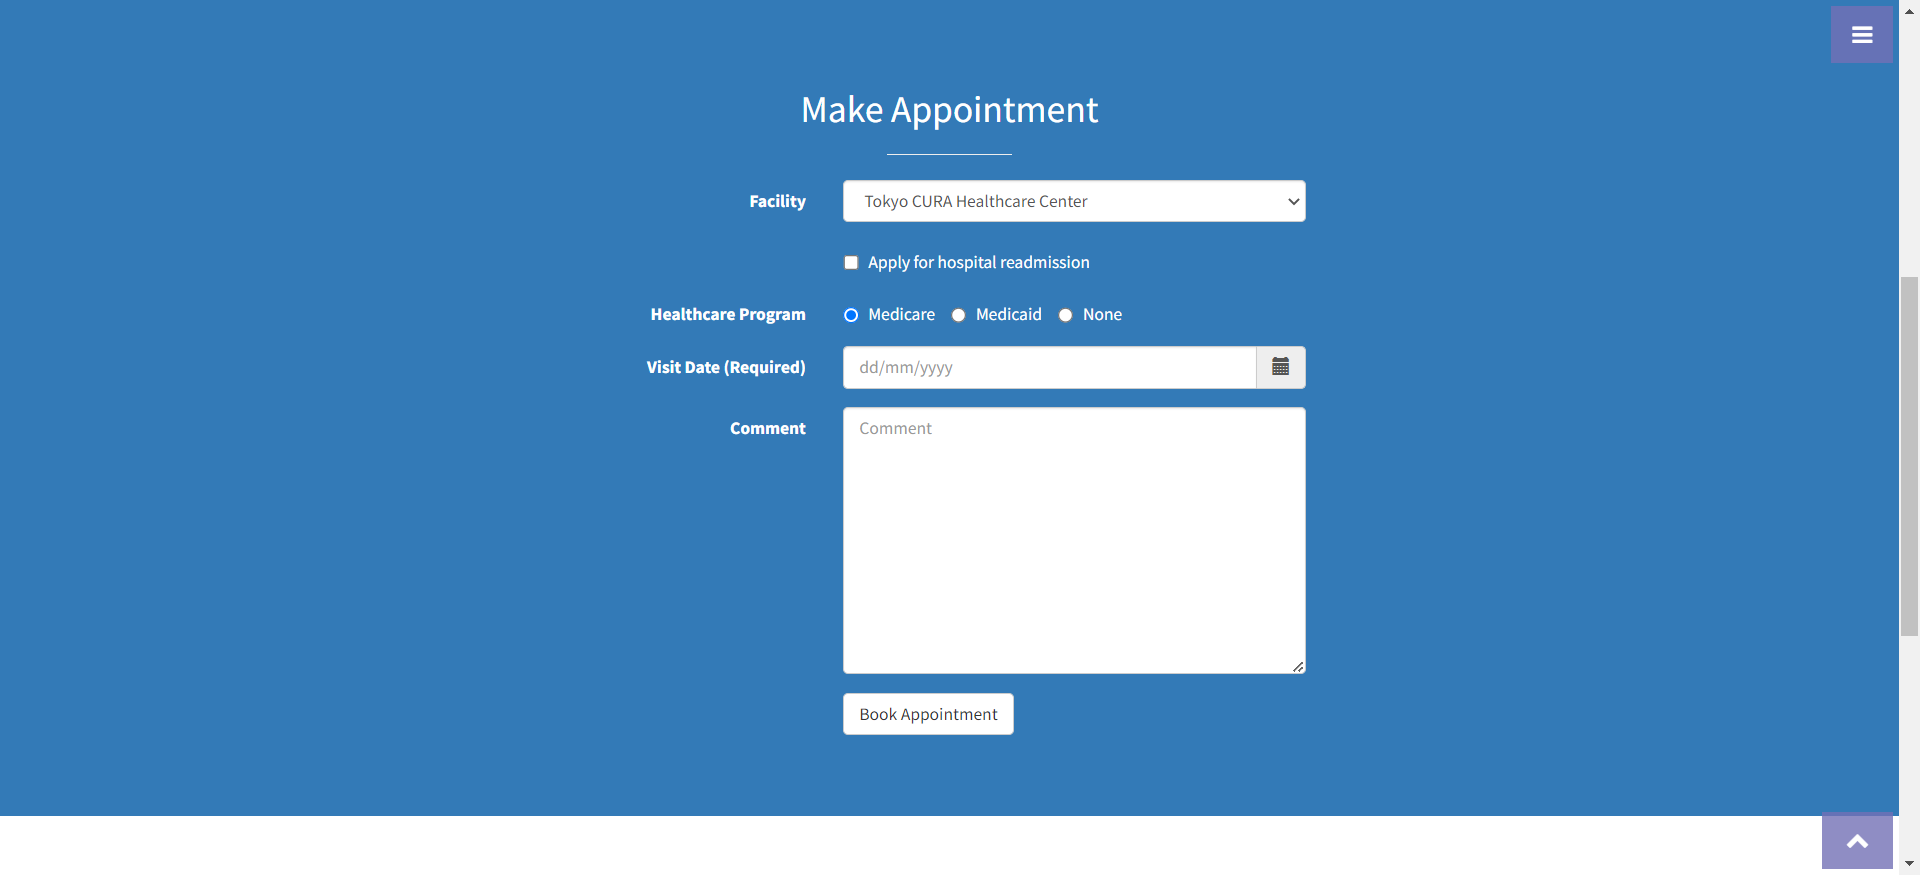 Make Appointment
Facility
Tokyo CURA Healthcare Center
Apply for hospital readmission
Healthcare Program
Medicare Medicaid None
Visit Date (Required)
dd/mm/yyyy
Comment
Comment
Book Appointment